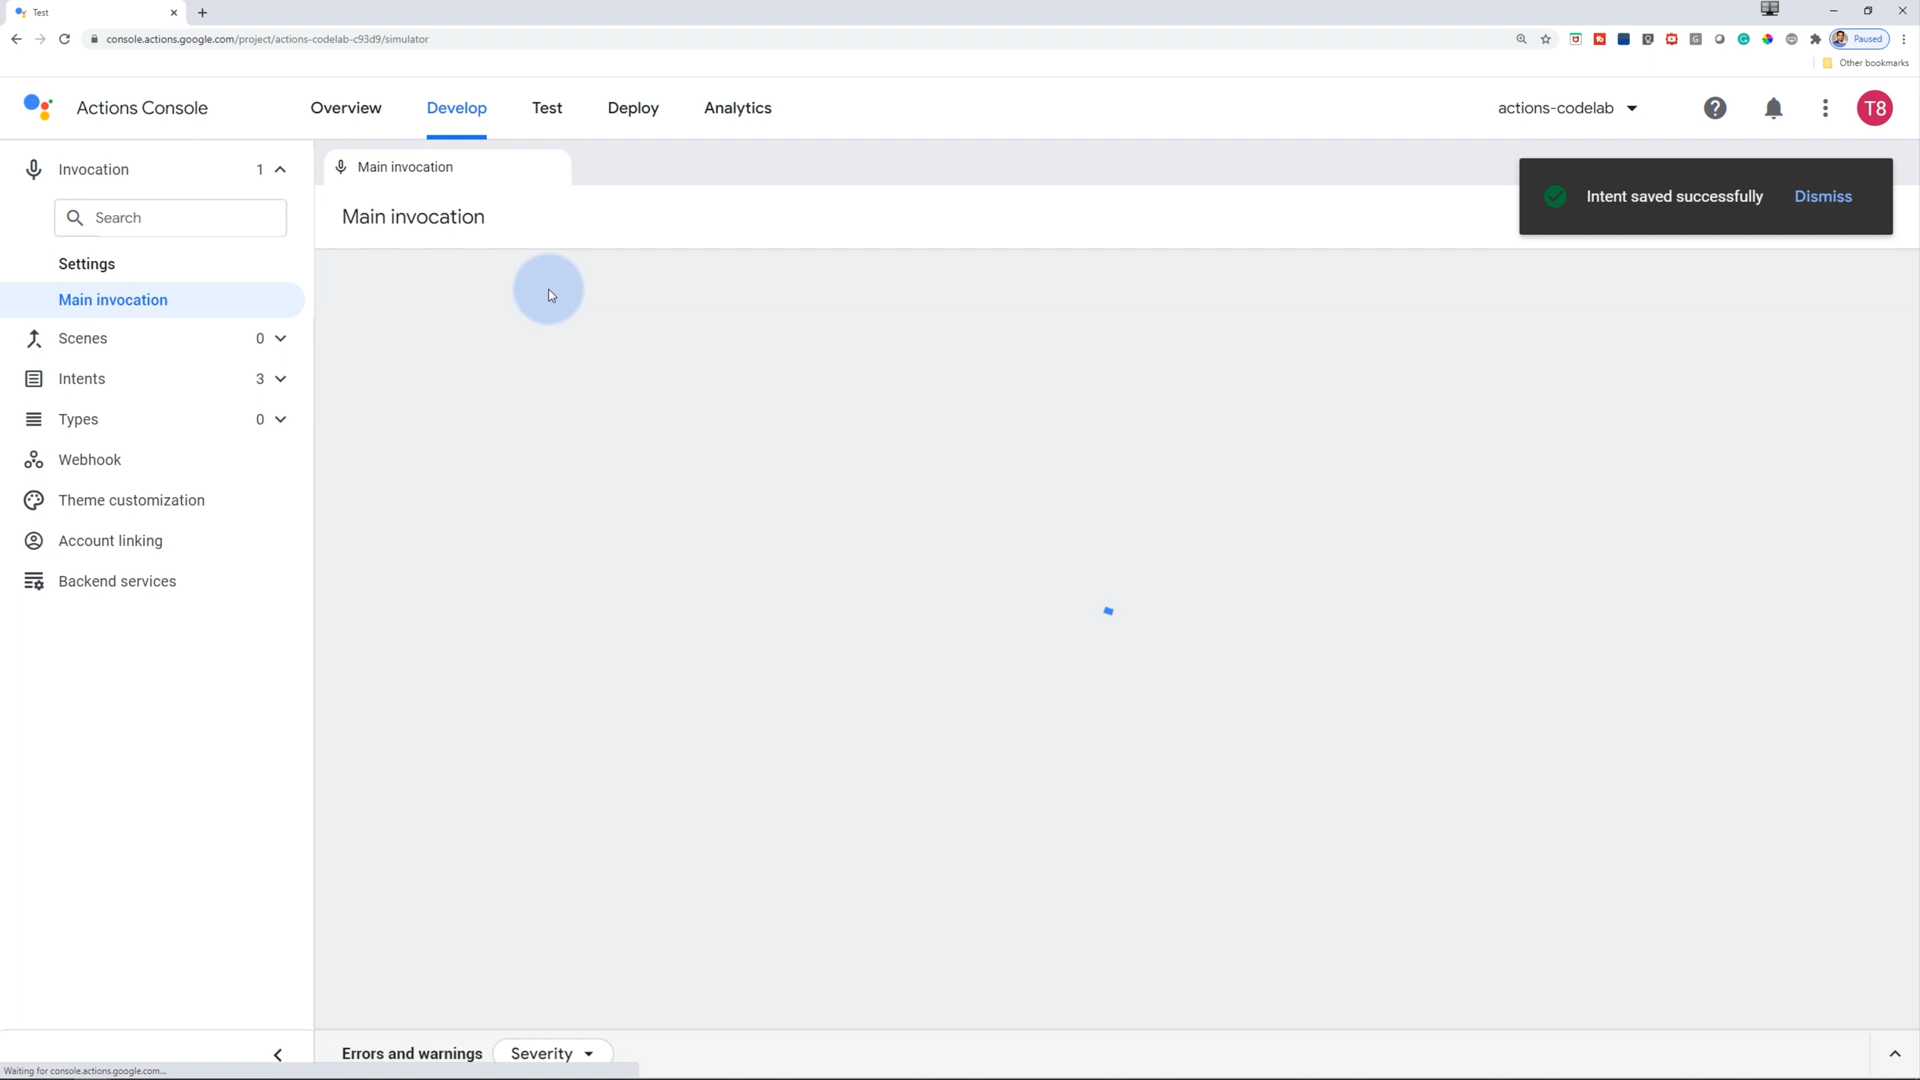 Test
console.actions.google.com/project/actions-codelab-c93d9/simulator
Paused
Other bookmarks
Actions Console
Overview
Develop
Test
Deploy
Analytics
actions-codelab
T8
Invocation
1
Main invocation
Search
Main invocation
Intent saved successfully
Dismiss
Settings
Main invocation
Scenes
0
Intents
3
Types
0
Webhook
Theme customization
Account linking
Backend services
Errors and warnings
Severity
Waiting for console.actions.google.com...